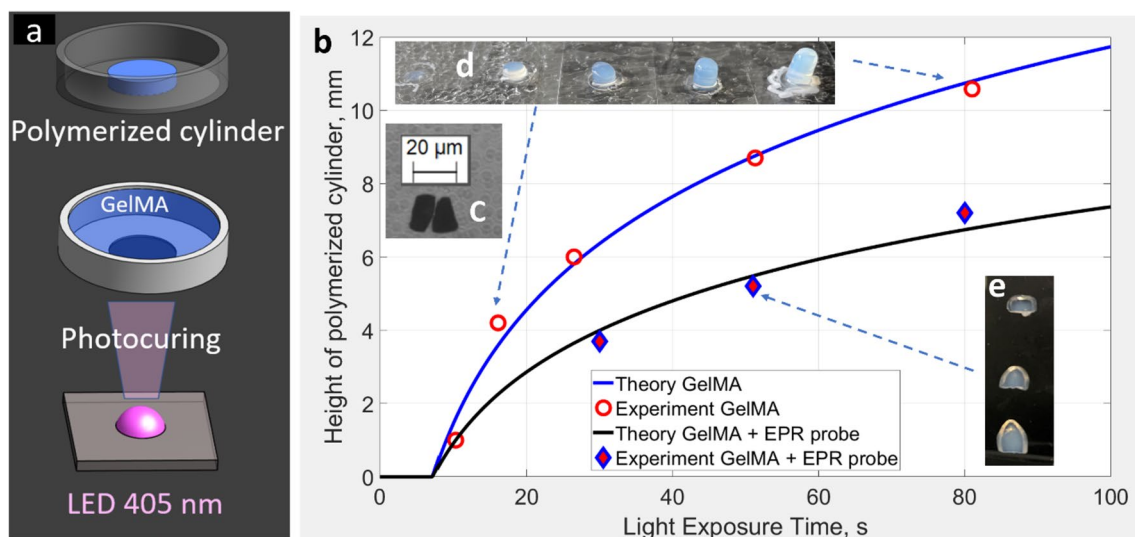 a
Polymerized cylinder
GelMA
Photocuring
LED 405 nm
b
Height of polymerized cylinder, mm
12
10
8
6
4
2
0
d
20 µm
C
e
Theory GelMA
Experiment GelMA
Theory GelMA + EPR probe
Experiment GelMA + EPR probe
0 20 40 60 80 100
Light Exposure Time, s